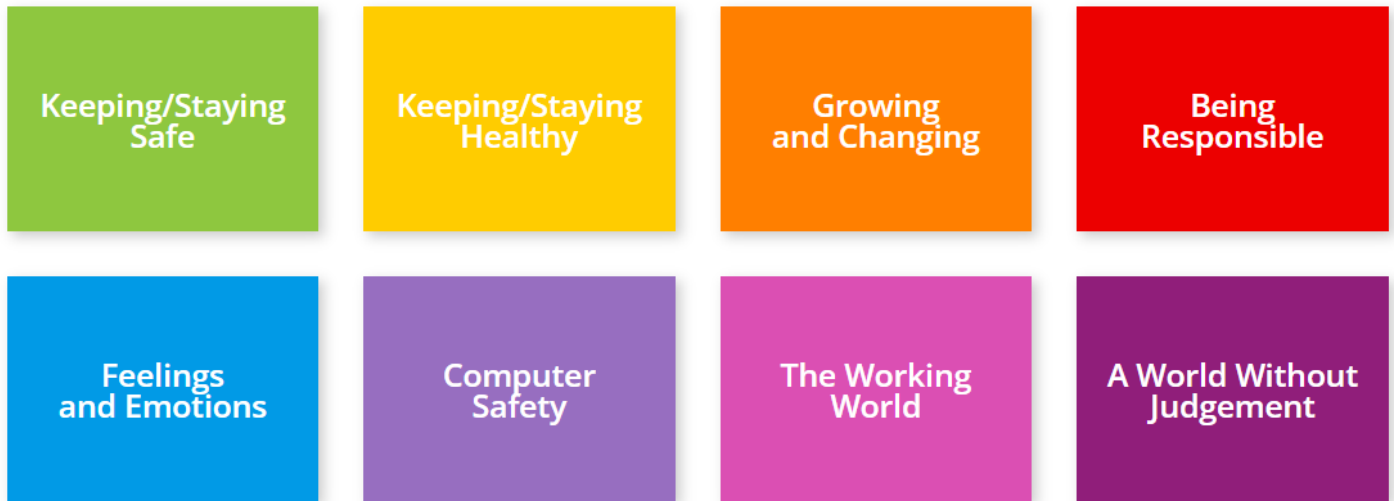 Keeping/Staying
Safe
Keeping/Staying
Healthy
Growing
and Changing
Being
Responsible
Feelings
and Emotions
Computer
Safety
The Working
World
A World Without
Judgement